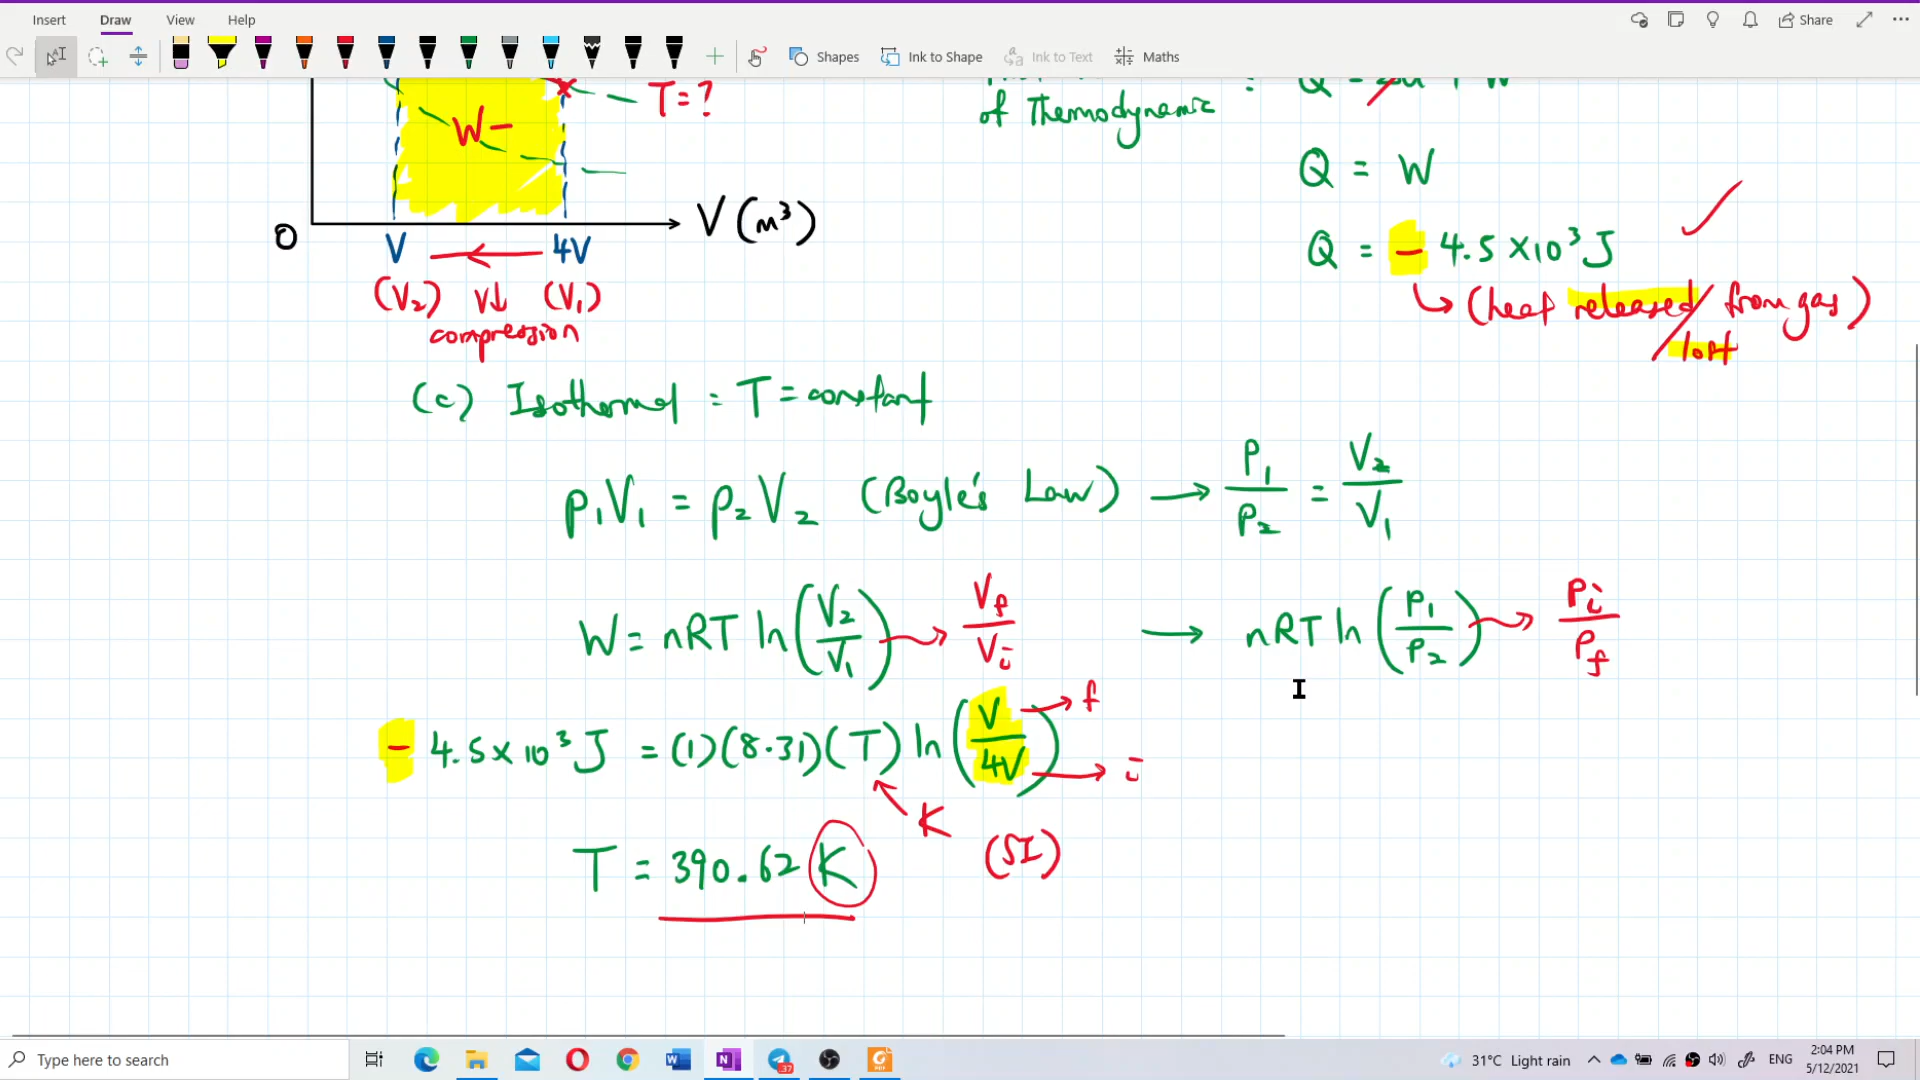 Insert Draw View Help
Share
Shapes Ink to Shape Ink to Text Maths
T = ?
of Thermodynamic :
W −
Q = W
O V (m³)
V 4V
Q = − 4.5 × 10³ J
(V₂) V↓ (V₁)
compression
↳ (heat released / from gas)
lost
(c) Isothermal : T = constant
P₁V₁ = P₂V₂ (Boyle's Law) → P₁/P₂ = V₂/V₁
W = nRT ln (V₂/V₁) → Vf/Vi → nRT ln (P₁/P₂) → Pi/Pf
− 4.5 × 10³ J = (1)(8.31)(T) ln (V/4V) → f → i
K (SI)
T = 390.62 K
Type here to search
37
31°C Light rain
ENG
2:04 PM
5/12/2021